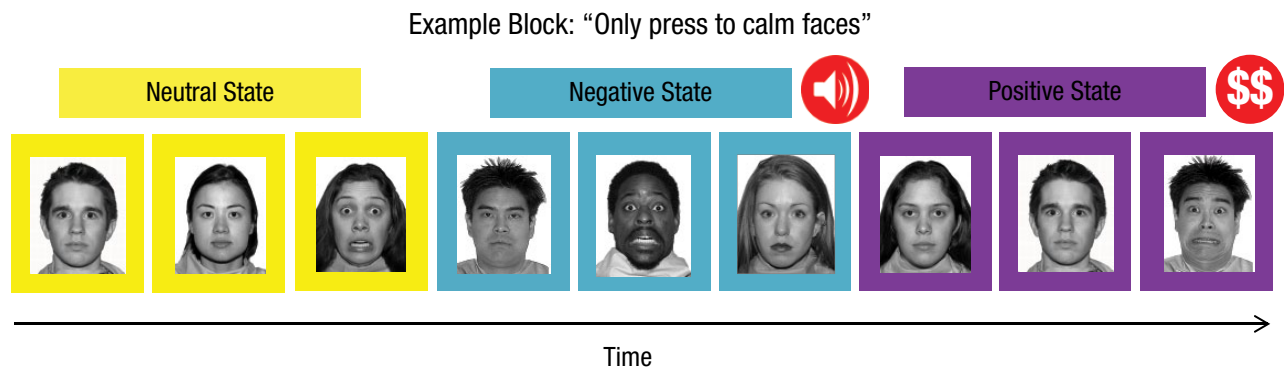 Example Block: “Only press to calm faces”
Neutral State
Negative State
Positive State
$$
Time